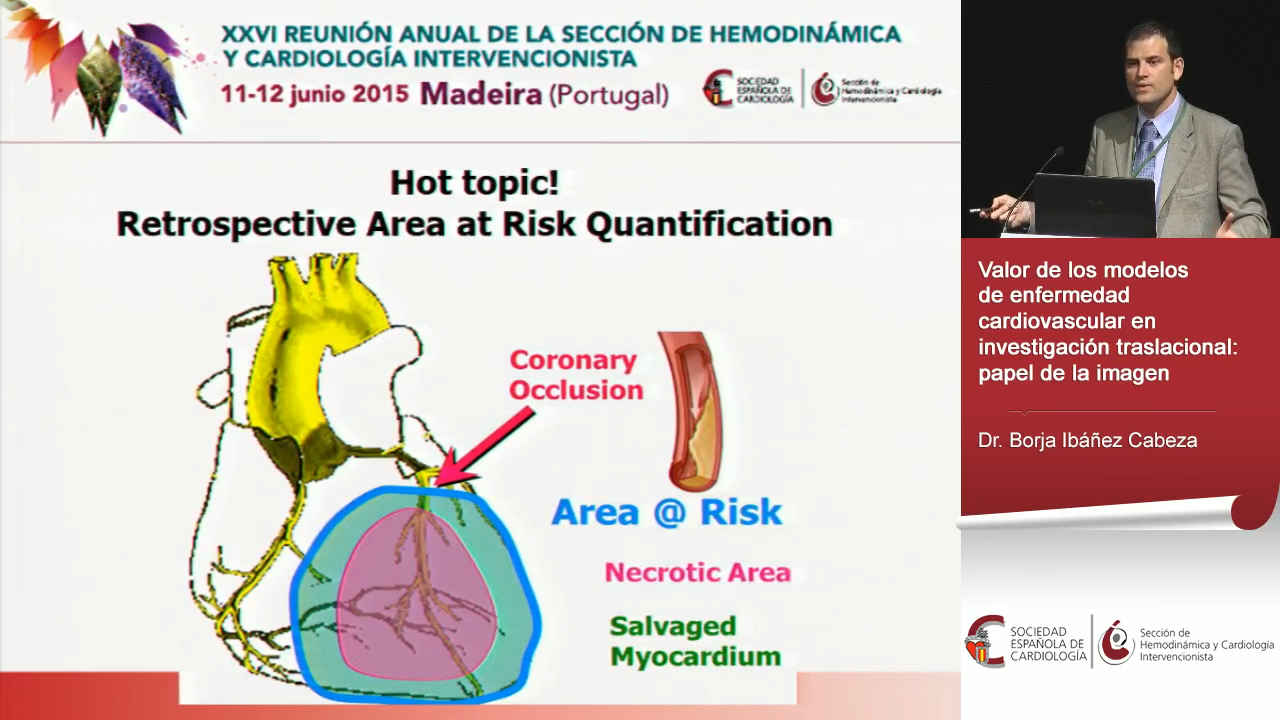 XXVI REUNIÓN ANUAL DE LA SECCIÓN DE HEMODINÁMICA
Y CARDIOLOGÍA INTERVENCIONISTA
11-12 junio 2015 Madeira (Portugal)
SOCIEDAD
ESPAÑOLA DE
CARDIOLOGÍA
Sección de
Hemodinámica y Cardiología
Intervencionista
Hot topic!
Retrospective Area at Risk Quantification
Coronary
Occlusion
Area @ Risk
Necrotic Area
Salvaged
Myocardium
Valor de los modelos
de enfermedad
cardiovascular en
investigación traslacional:
papel de la imagen
Dr. Borja Ibáñez Cabeza
SOCIEDAD
ESPAÑOLA DE
CARDIOLOGÍA
Sección de
Hemodinámica y Cardiología
Intervencionista